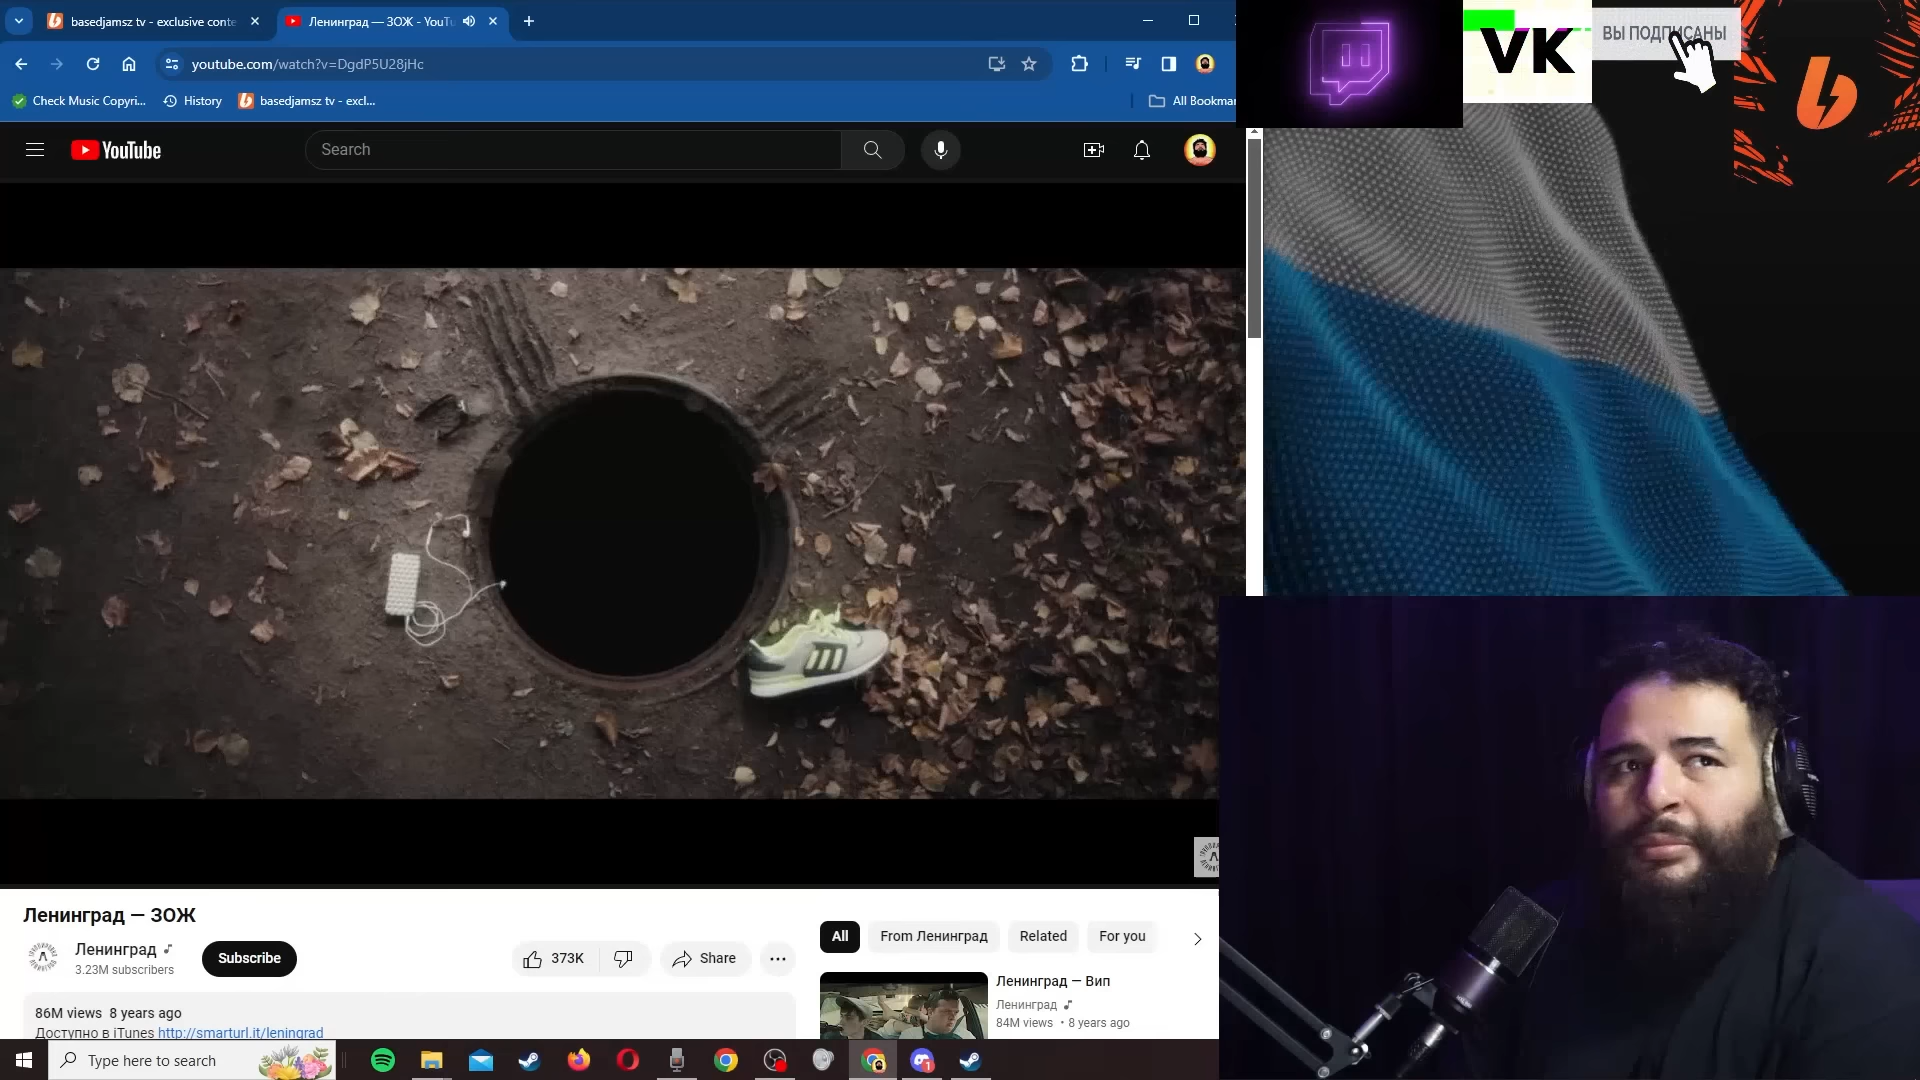 basedjamsz tv - exclusive conte
Ленинград — ЗОЖ - YouTu
youtube.com/watch?v=DgdP5U28jHc
Check Music Copyri...
History
basedjamsz tv - excl...
All Bookmar
VK
ВЫ ПОДПИСАНЫ
YouTube
Search
Ленинград — ЗОЖ
Ленинград
3.23M subscribers
Subscribe
373K
Share
All
From Ленинград
Related
For you
86M views 8 years ago
Доступно в iTunes http://smarturl.it/leningrad
Ленинград — Вип
Ленинград
84M views • 8 years ago
Type here to search
1